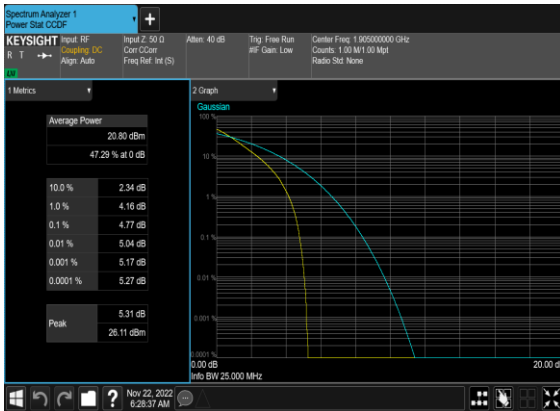 Spectrum Analyzer 1
Power Stat CCDF
+
KEYSIGHT
R T
LM
Input: RF
Coupling: DC
Align: Auto
Input Z: 50 Ω
Corr CCorr
Freq Ref: Int (S)
Atten: 40 dB
Trig: Free Run
#IF Gain: Low
Center Freq: 1.905000000 GHz
Counts: 1.00 M/1.00 Mpt
Radio Std: None
1 Metrics
Average Power
20.80 dBm
47.29 % at 0 dB
10.0 % 2.34 dB
1.0 % 4.16 dB
0.1 % 4.77 dB
0.01 % 5.04 dB
0.001 % 5.17 dB
0.0001 % 5.27 dB
Peak
5.31 dB
26.11 dBm
2 Graph
Gaussian
100 %
10 %
1 %
0.1 %
0.01 %
0.001 %
0.0001 %
0.00 dB
20.00 d
Info BW 25.000 MHz
?
Nov 22, 2022
6:28:37 AM